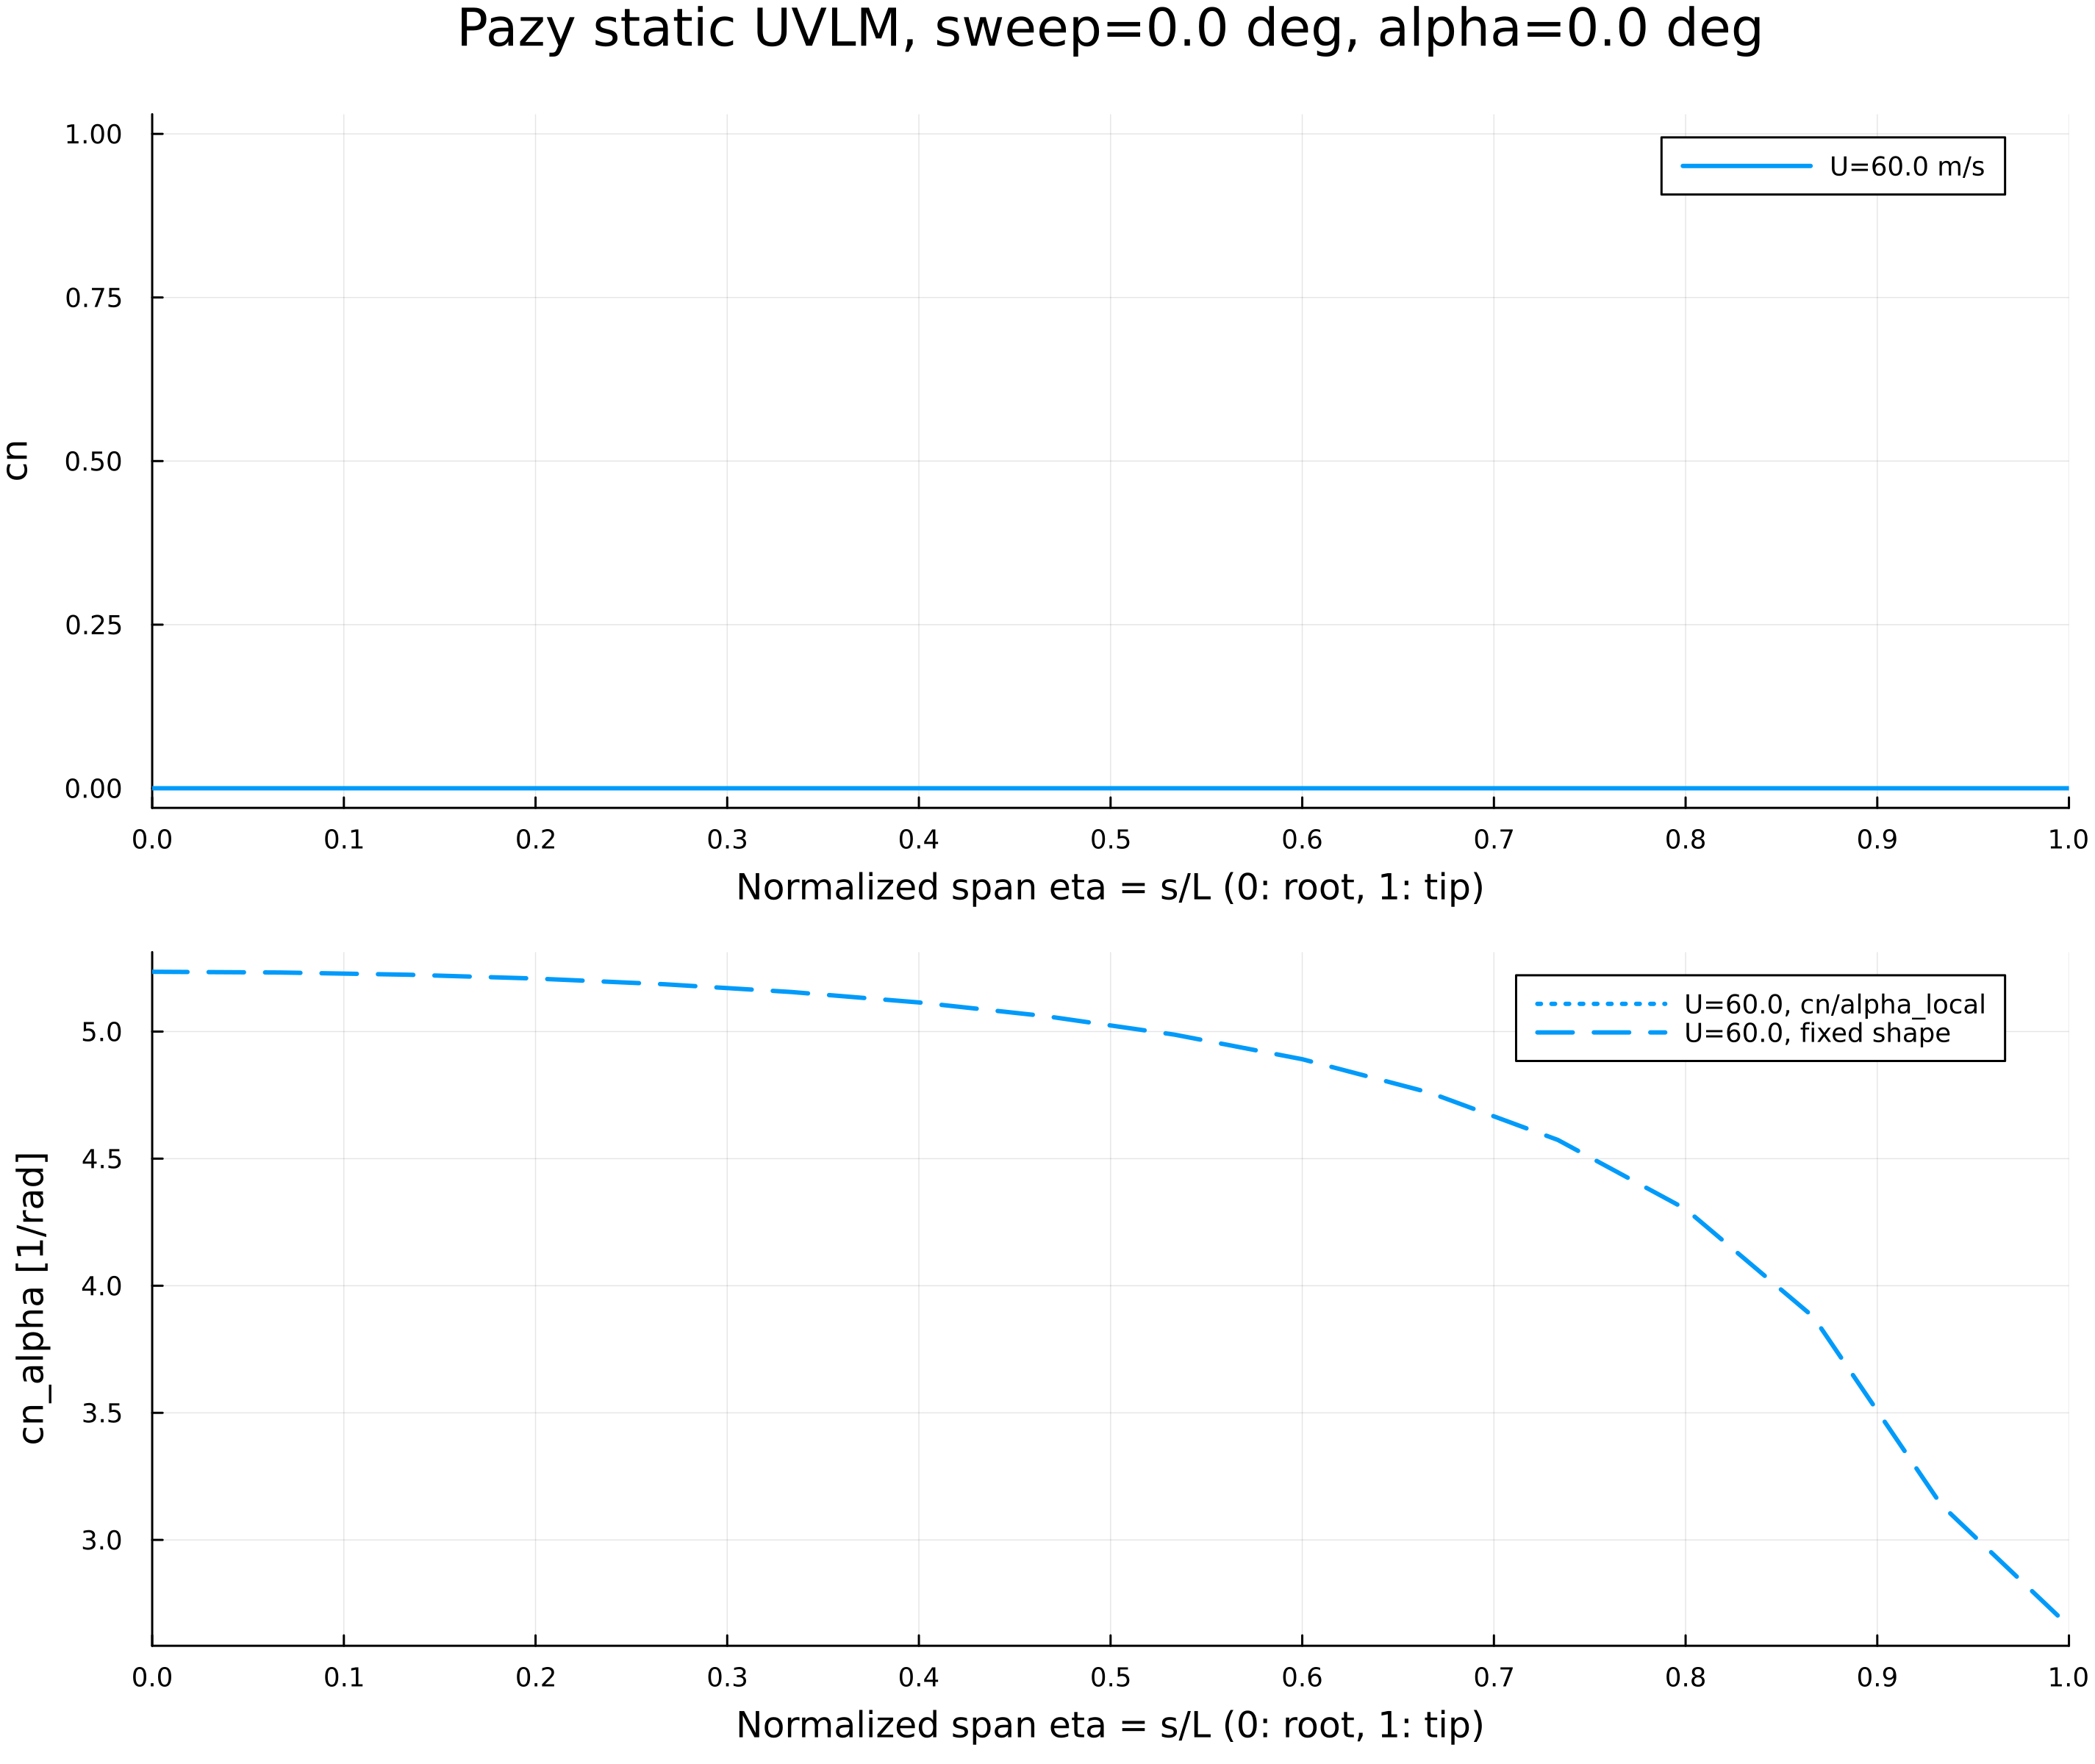 Pazy static UVLM, sweep=0.0 deg, alpha=0.0 deg
1.00
0.75
0.50
0.25
0.00
cn
U=60.0 m/s
0.0 0.1 0.2 0.3 0.4 0.5 0.6 0.7 0.8 0.9 1.0
Normalized span eta = s/L (0: root, 1: tip)
5.0
4.5
4.0
3.5
3.0
cn_alpha [1/rad]
U=60.0, cn/alpha_local
U=60.0, fixed shape
0.0 0.1 0.2 0.3 0.4 0.5 0.6 0.7 0.8 0.9 1.0
Normalized span eta = s/L (0: root, 1: tip)